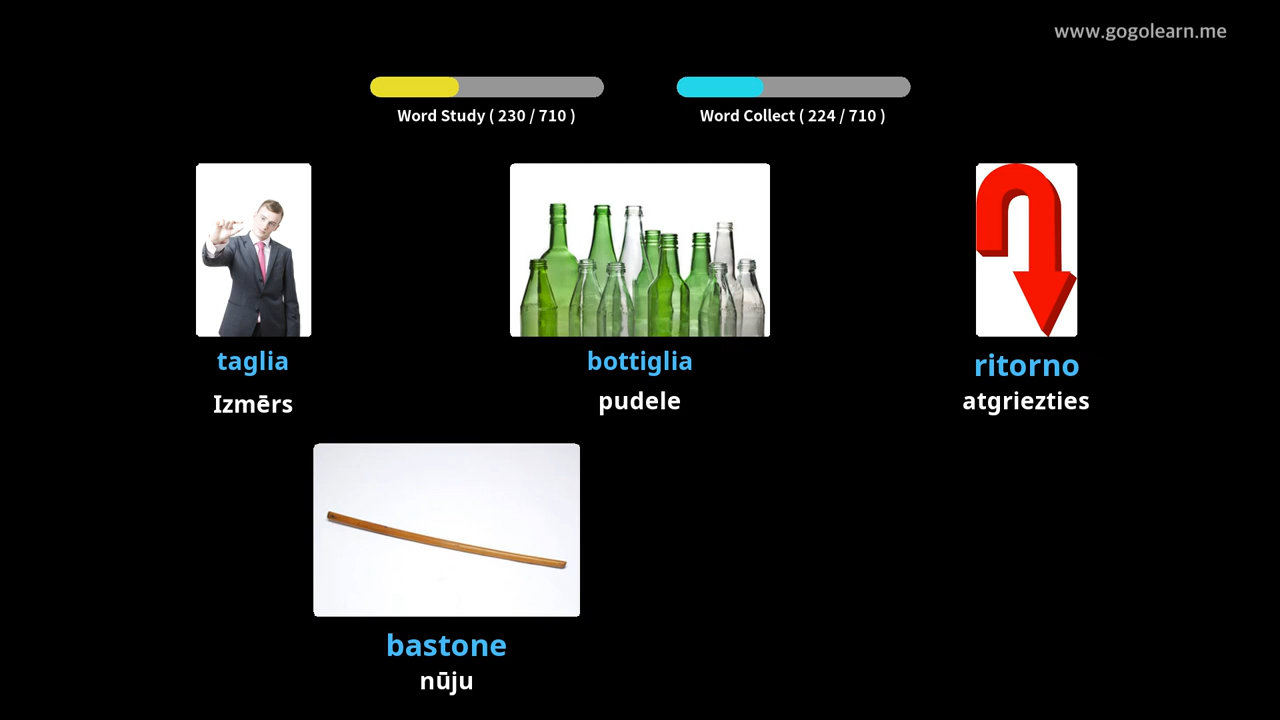 www.gogolearn.me
Word Study ( 230 / 710 )
Word Collect ( 224 / 710 )
taglia
Izmērs
bottiglia
pudele
ritorno
atgriezties
bastone
nūju